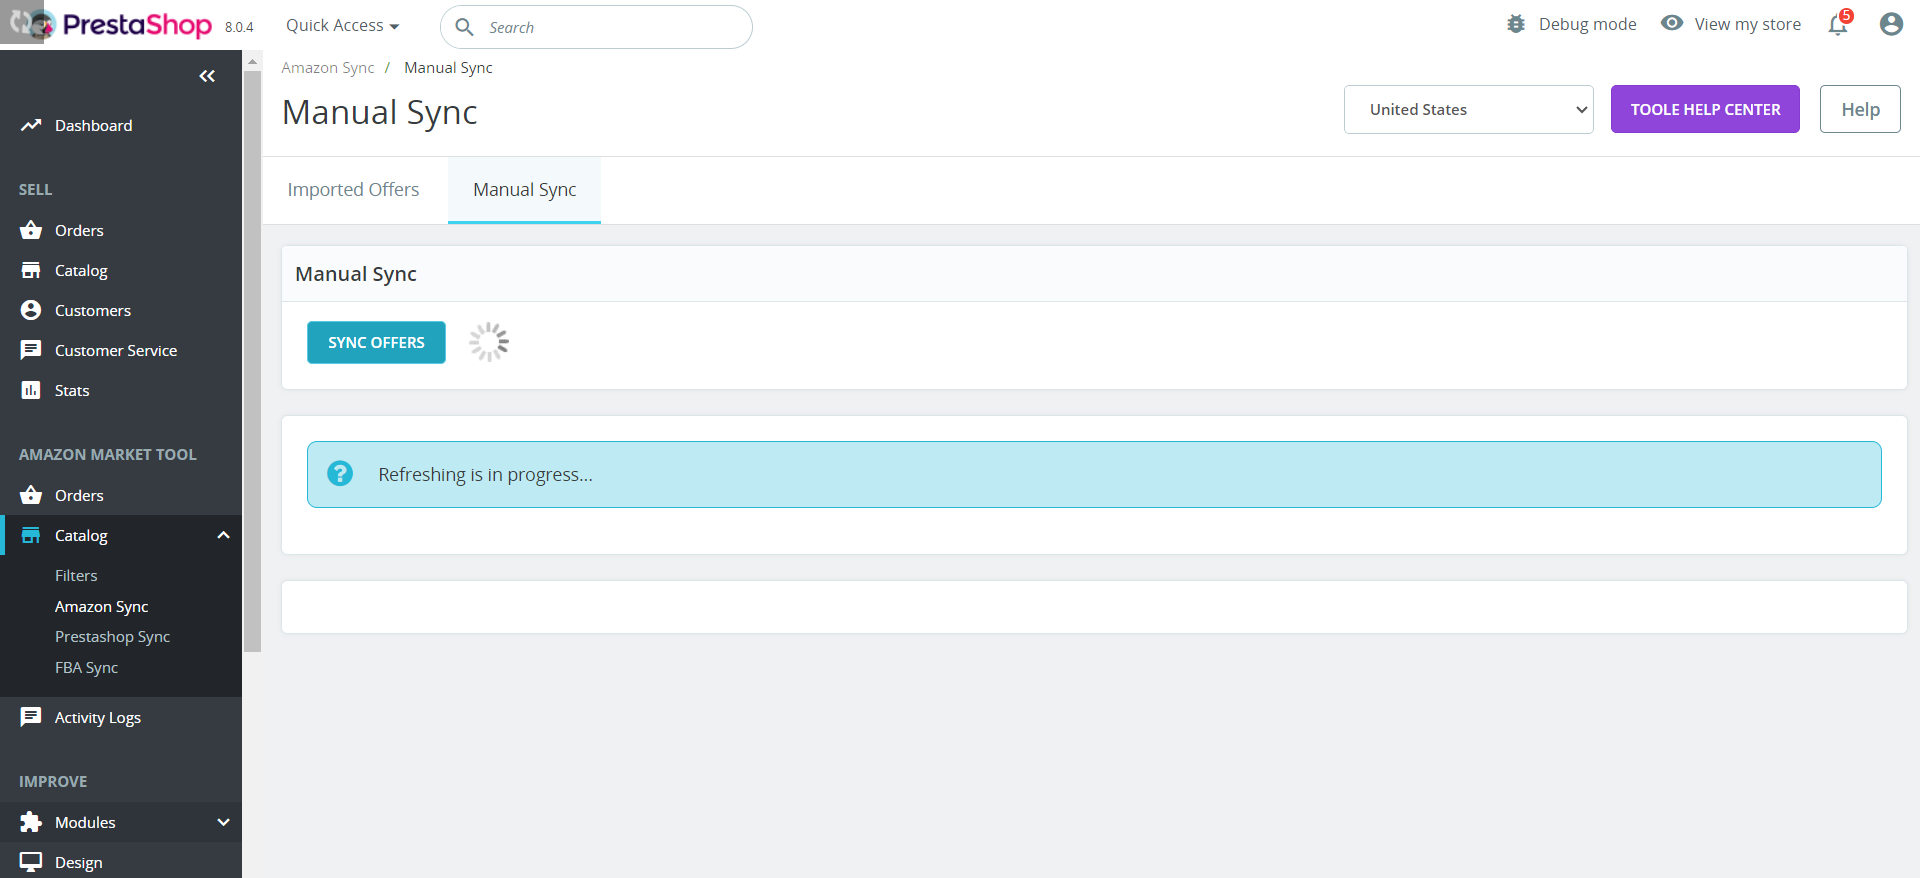 PrestaShop 8.0.4
Quick Access
Search
Debug mode
View my store
5
Amazon Sync / Manual Sync
Manual Sync
United States
TOOLE HELP CENTER
Help
Imported Offers
Manual Sync
Manual Sync
SYNC OFFERS
Refreshing is in progress...
Dashboard
SELL
Orders
Catalog
Customers
Customer Service
Stats
AMAZON MARKET TOOL
Orders
Catalog
Filters
Amazon Sync
Prestashop Sync
FBA Sync
Activity Logs
IMPROVE
Modules
Design